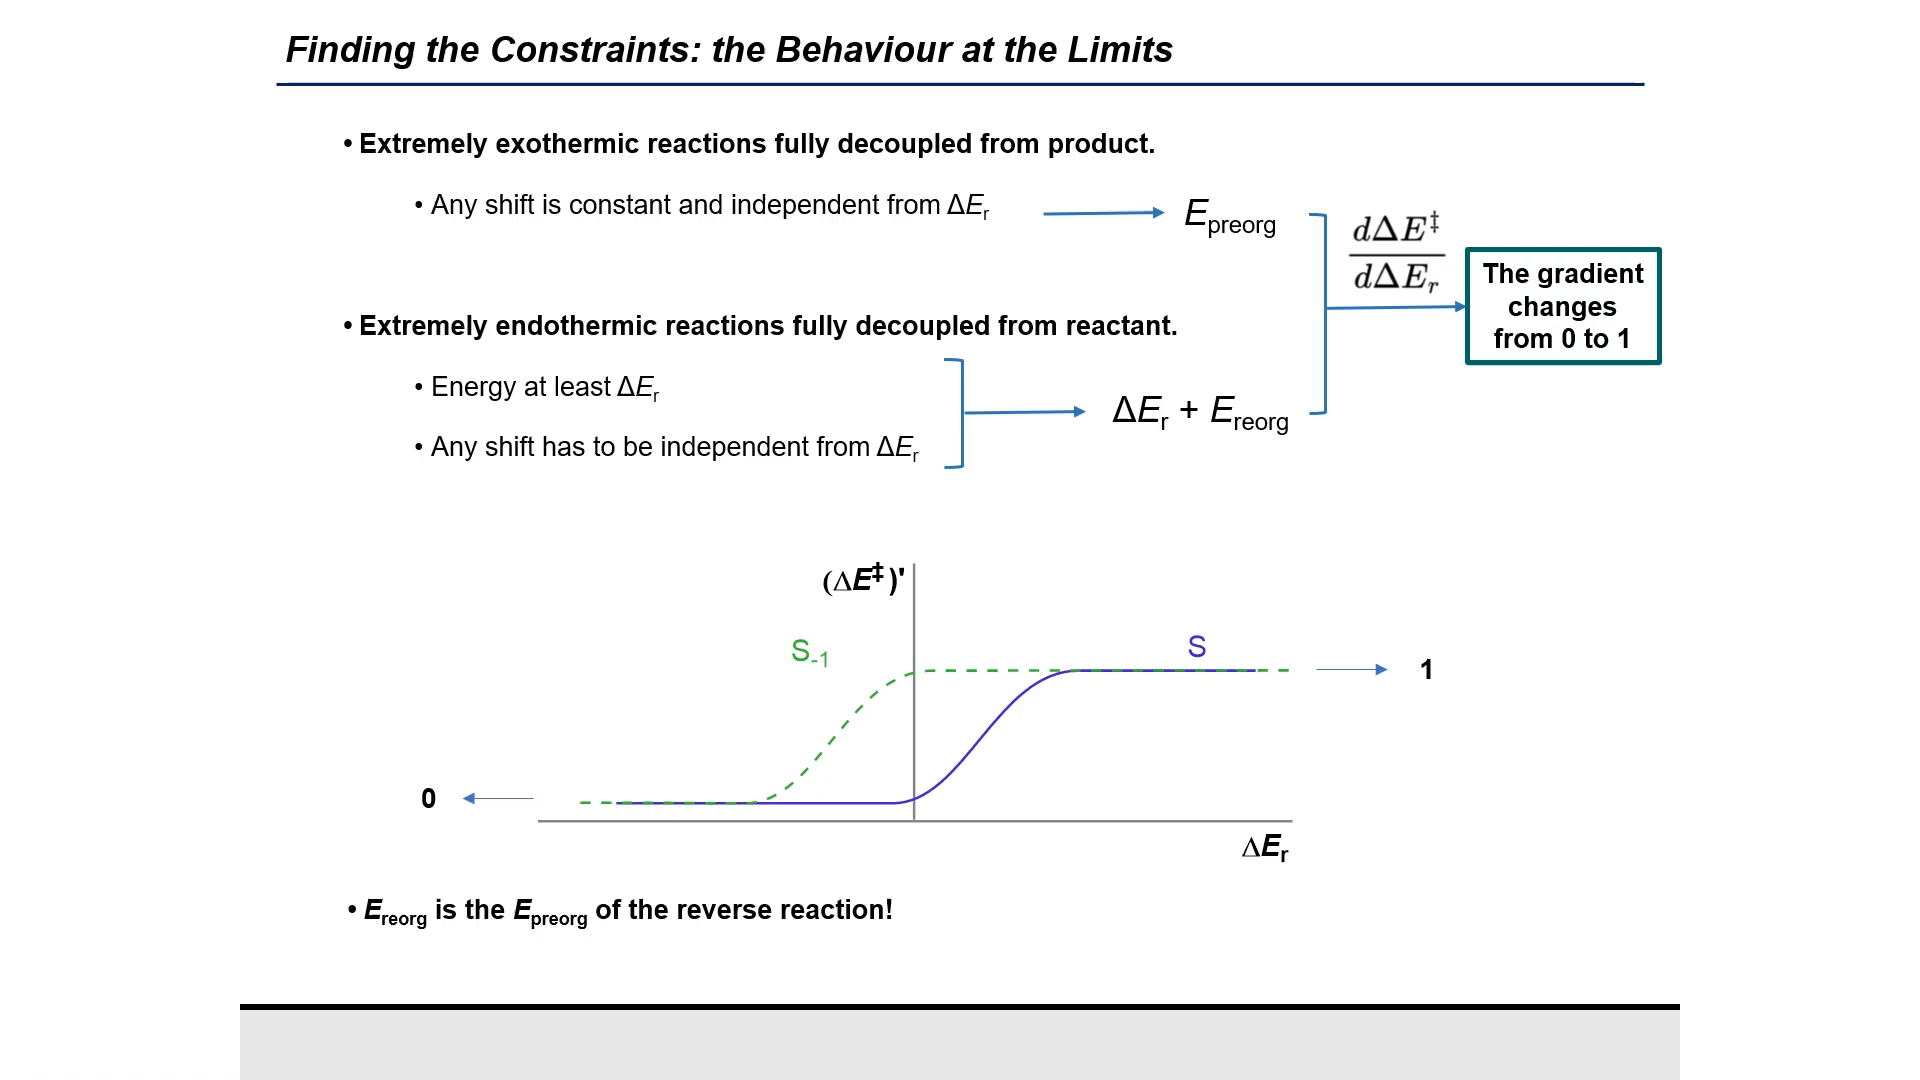 Finding the Constraints: the Behaviour at the Limits
• Extremely exothermic reactions fully decoupled from product.
• Any shift is constant and independent from ΔEr
Epreorg
dΔE‡
dΔEr
The gradient
changes
from 0 to 1
• Extremely endothermic reactions fully decoupled from reactant.
• Energy at least ΔEr
• Any shift has to be independent from ΔEr
ΔEr + Ereorg
(ΔE‡)'
S-1
S
1
0
ΔEr
• Ereorg is the Epreorg of the reverse reaction!